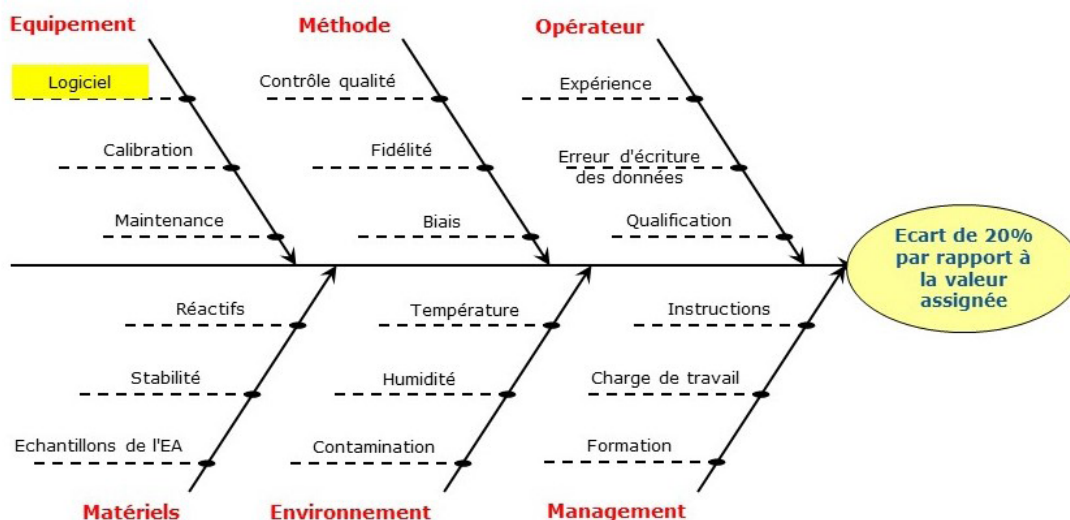 Equipement
Méthode
Opérateur
Logiciel
Contrôle qualité
Expérience
Calibration
Fidélité
Erreur d'écriture
des données
Maintenance
Biais
Qualification
Ecart de 20%
par rapport à
la valeur
assignée
Réactifs
Température
Instructions
Stabilité
Humidité
Charge de travail
Echantillons de l'EA
Contamination
Formation
Matériels
Environnement
Management